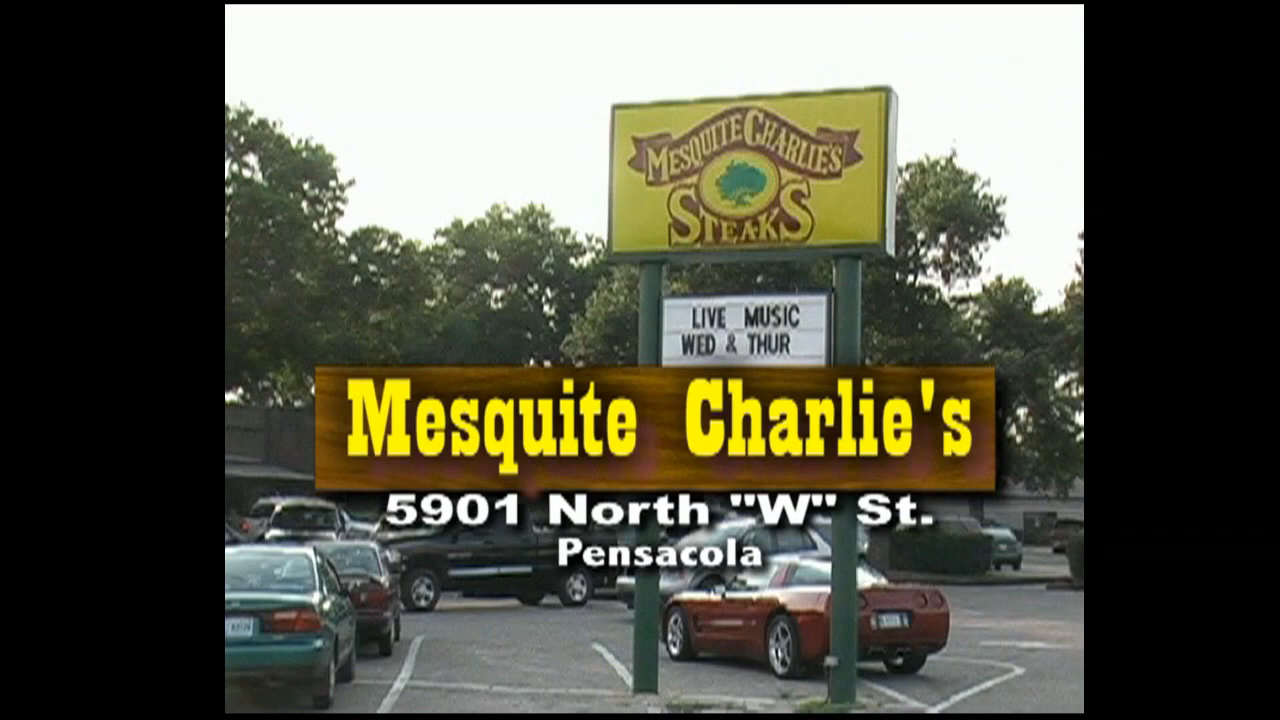 MESQUITE CHARLIE'S
STEAKS
LIVE MUSIC
WED & THUR
Mesquite Charlie's
5901 North "W" St.
Pensacola